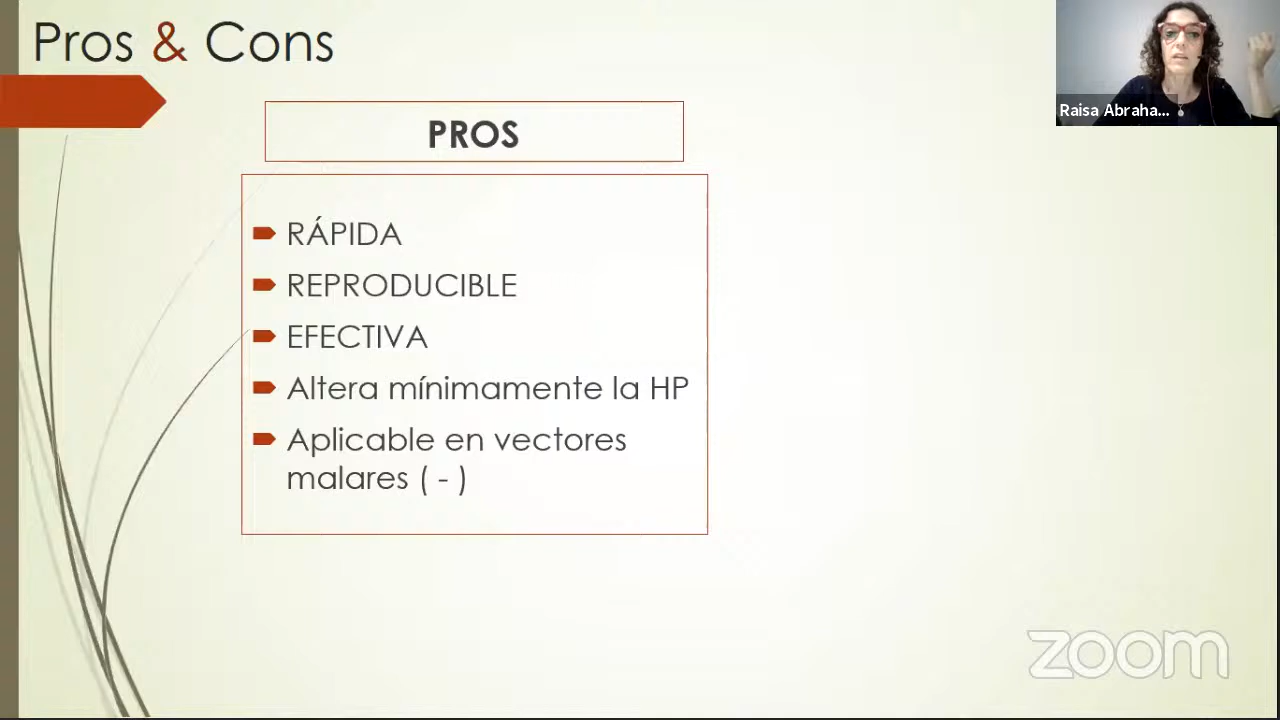 Pros & Cons
Raisa Abraha...
PROS
RÁPIDA
REPRODUCIBLE
EFECTIVA
Altera mínimamente la HP
Aplicable en vectores
malares ( - )
zoom